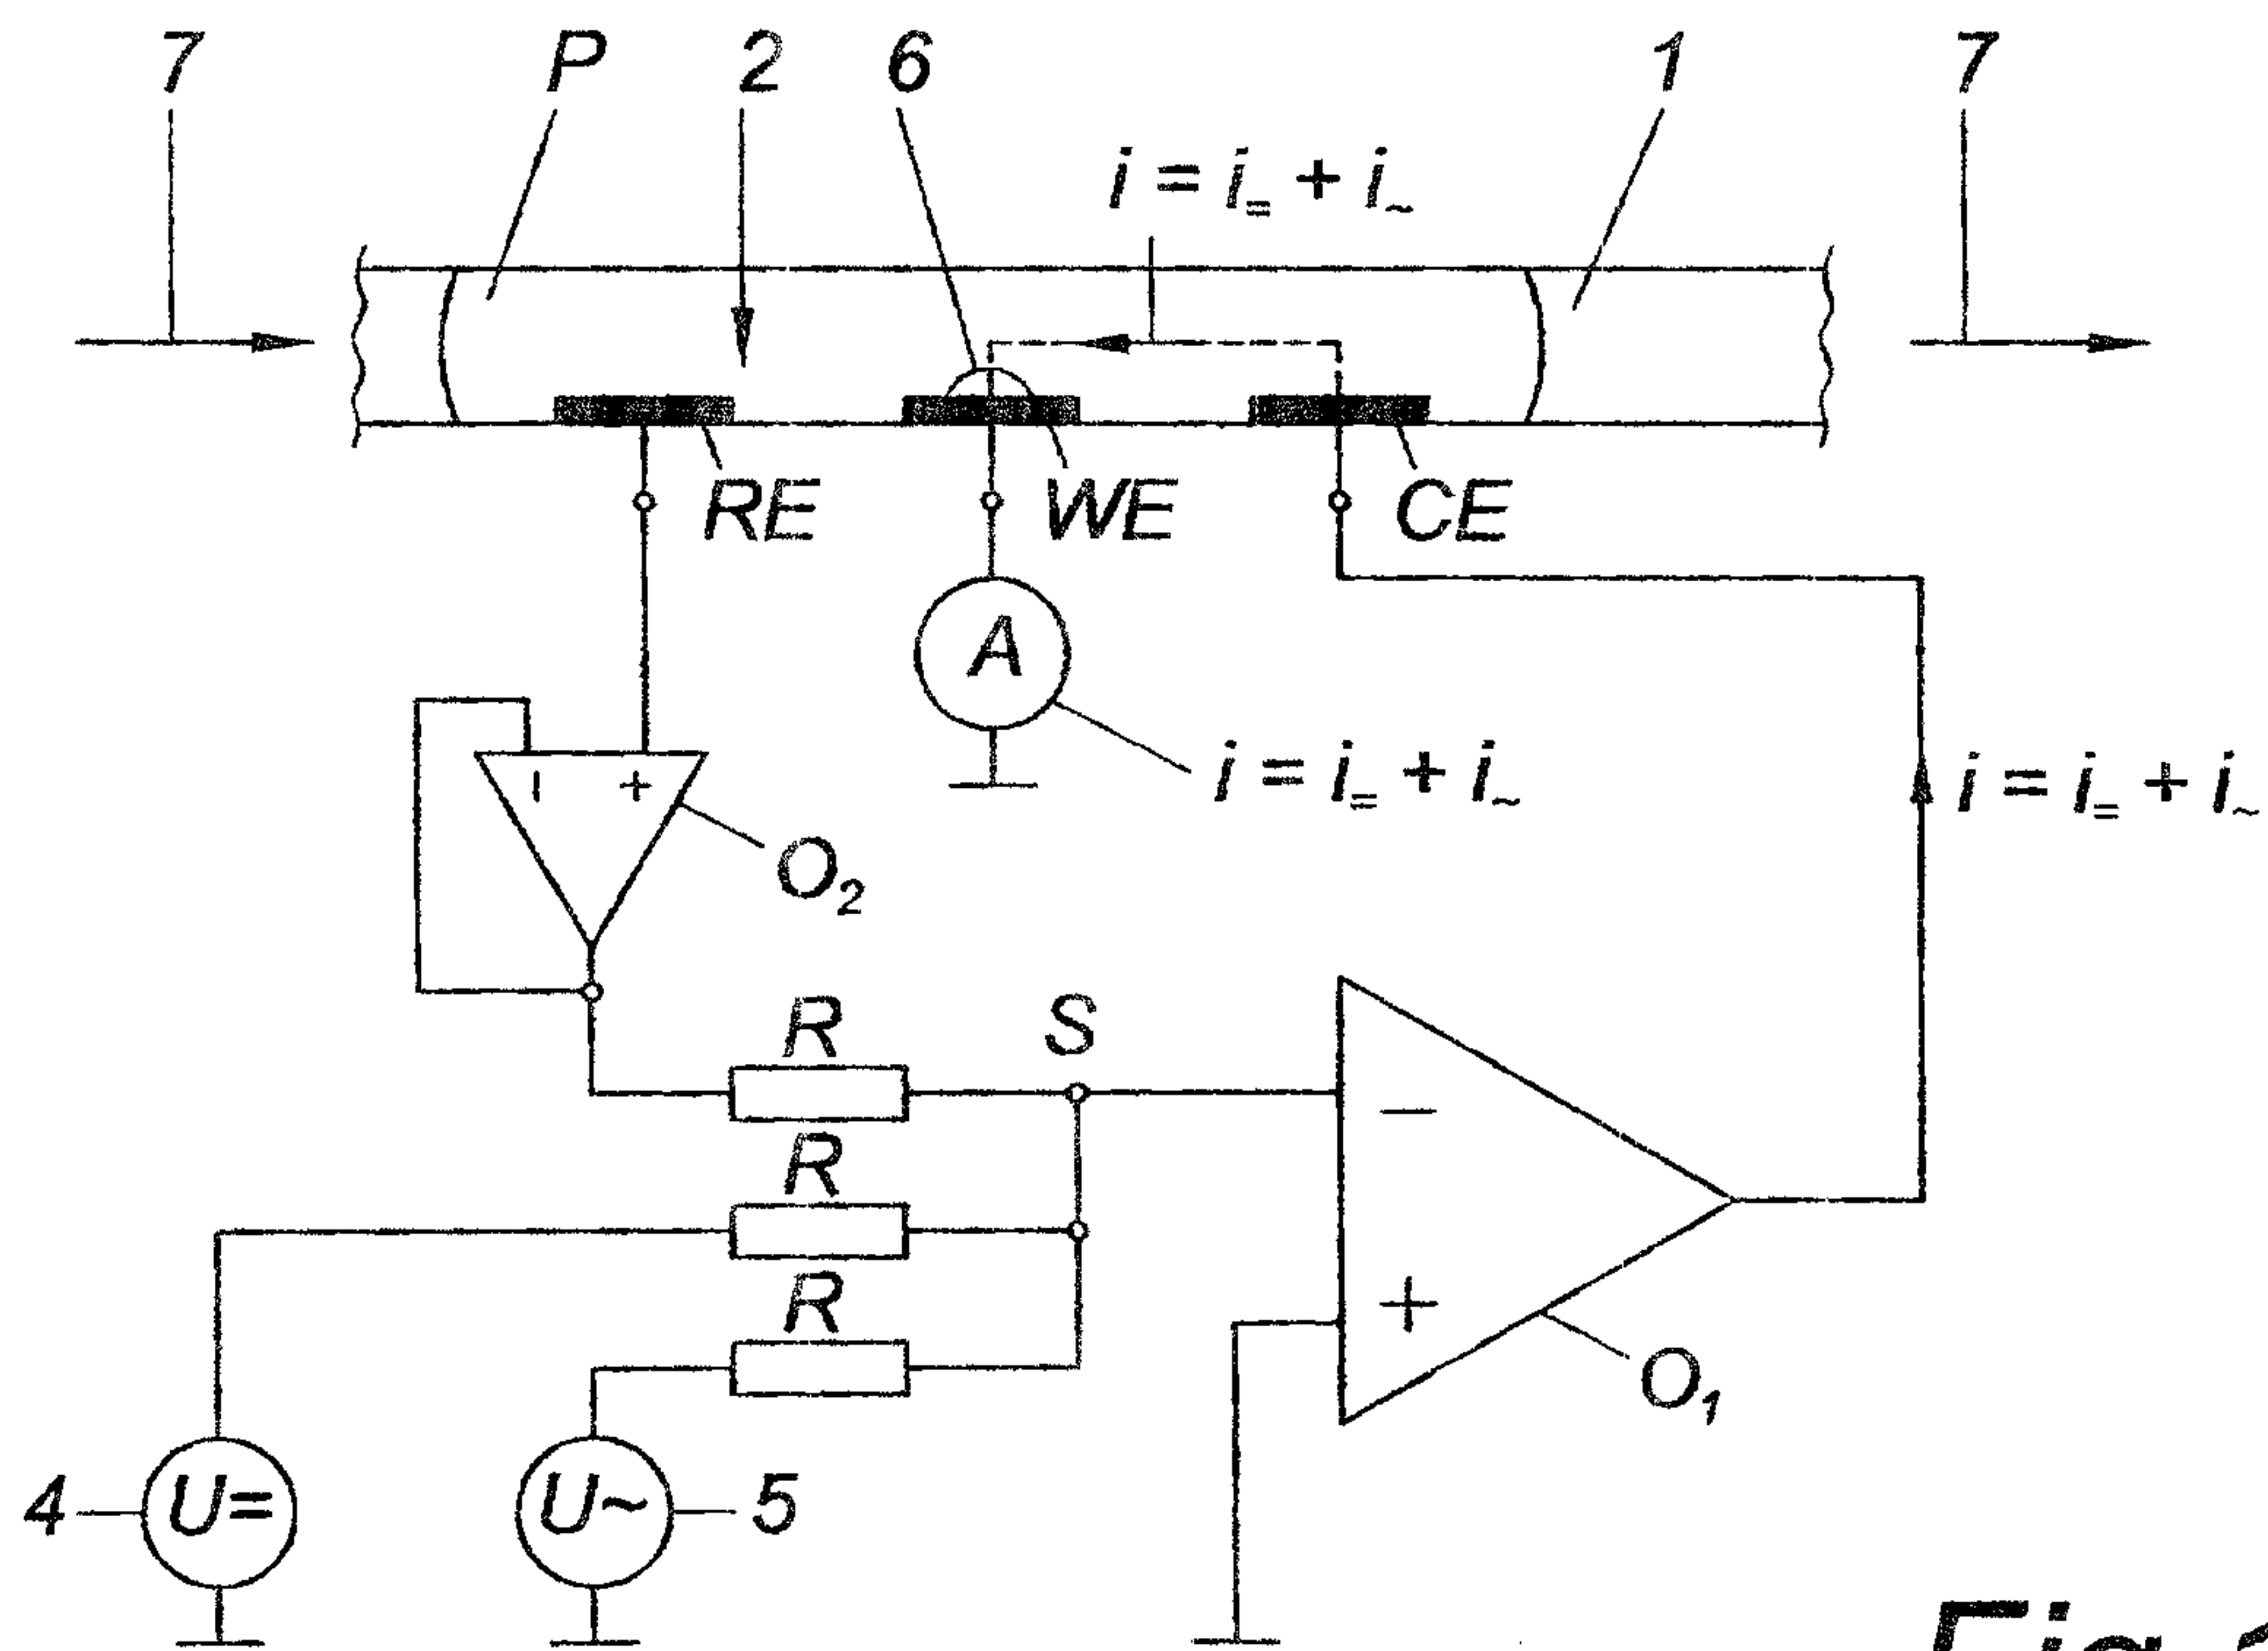 7 P 2 6 1 7
i = i₌ + i~
RE WE CE
A
i = i₌ + i~
i = i₌ + i~
− +
O₂
R
S
R
−
R
+
O₁
4 U= U~ 5